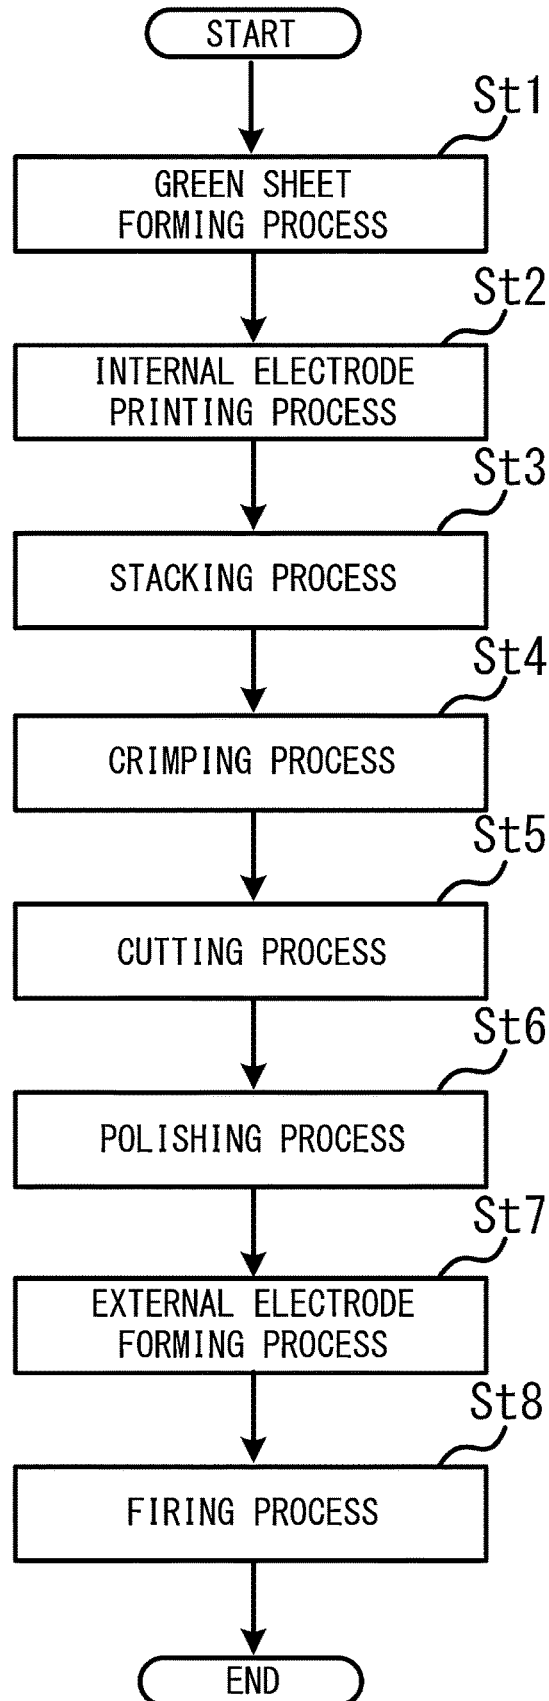 START
St1
GREEN SHEET
FORMING PROCESS
St2
INTERNAL ELECTRODE
PRINTING PROCESS
St3
STACKING PROCESS
St4
CRIMPING PROCESS
St5
CUTTING PROCESS
St6
POLISHING PROCESS
St7
EXTERNAL ELECTRODE
FORMING PROCESS
St8
FIRING PROCESS
END